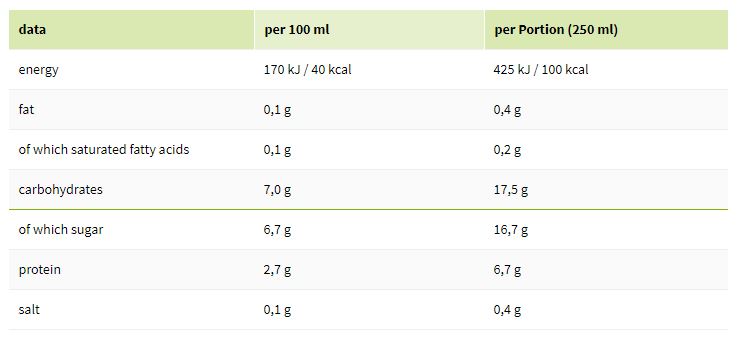 data per 100 ml per Portion (250 ml)
energy 170 kJ / 40 kcal 425 kJ / 100 kcal
fat 0,1 g 0,4 g
of which saturated fatty acids 0,1 g 0,2 g
carbohydrates 7,0 g 17,5 g
of which sugar 6,7 g 16,7 g
protein 2,7 g 6,7 g
salt 0,1 g 0,4 g